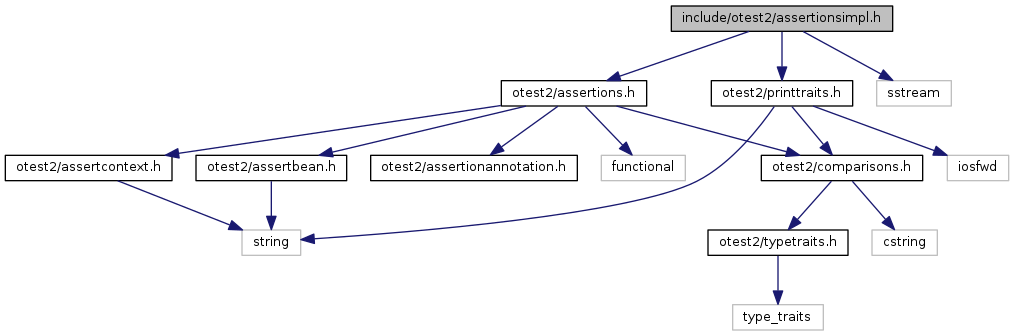 include/otest2/assertionsimpl.h
otest2/assertions.h
otest2/printtraits.h
sstream
otest2/assertcontext.h
otest2/assertbean.h
otest2/assertionannotation.h
functional
otest2/comparisons.h
iosfwd
string
otest2/typetraits.h
cstring
type_traits